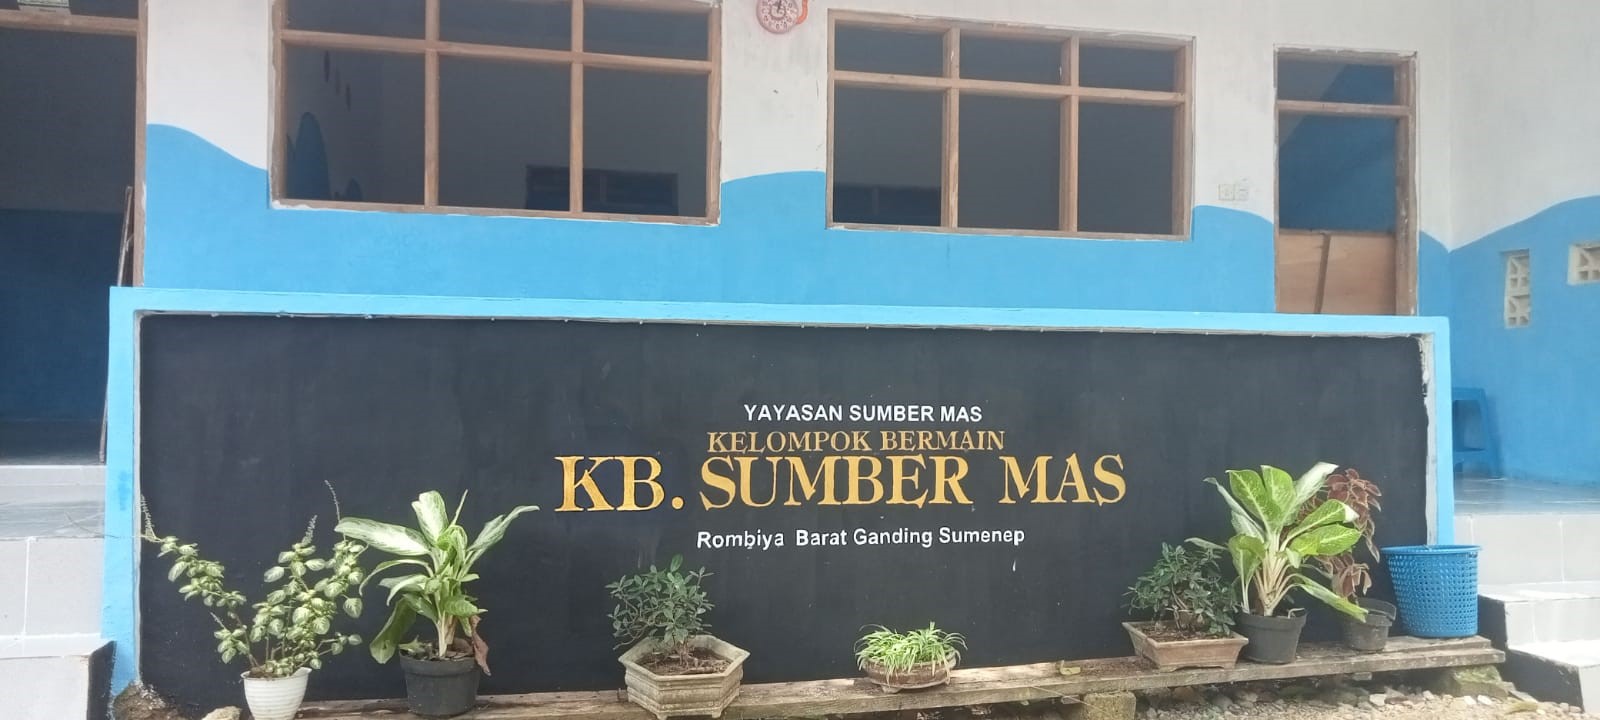 YAYASAN SUMBER MAS
KELOMPOK BERMAIN
KB. SUMBER MAS
Rombiya Barat Ganding Sumenep